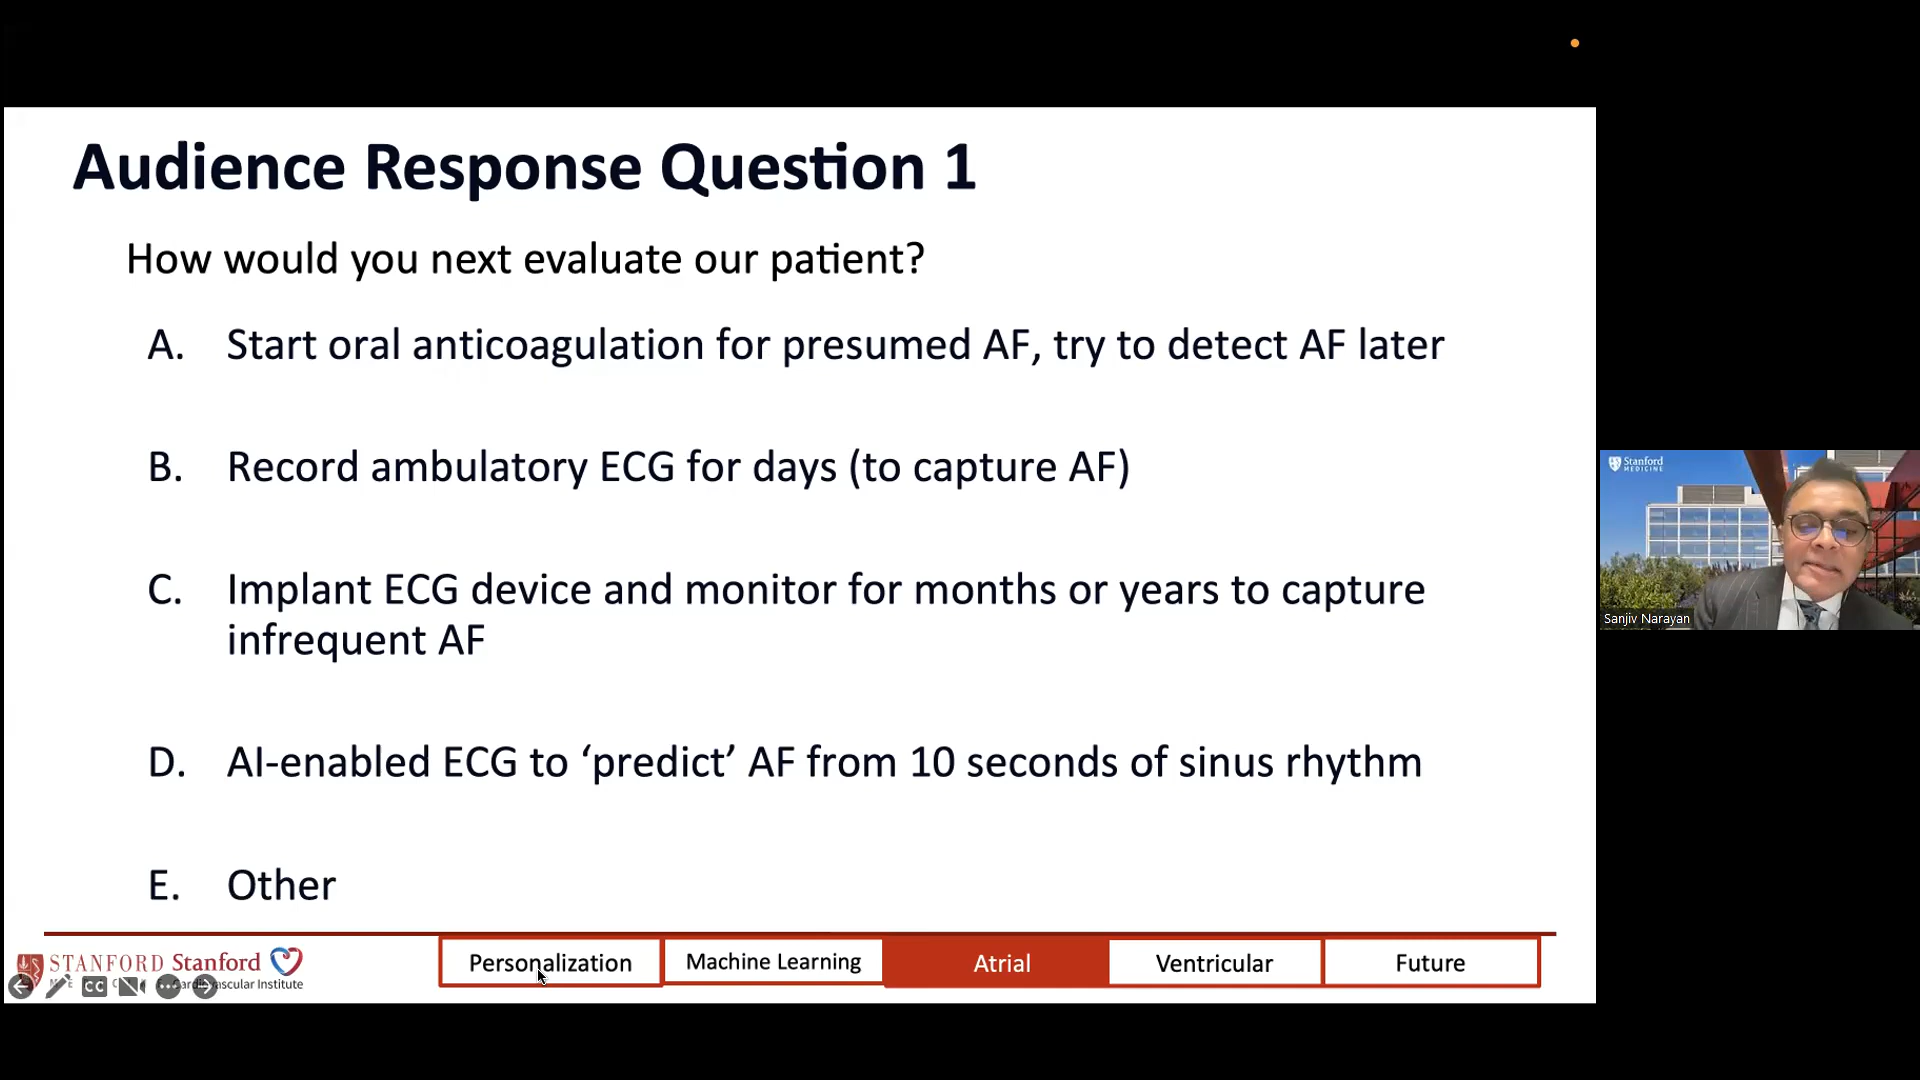 Audience Response Question 1
How would you next evaluate our patient?
A. Start oral anticoagulation for presumed AF, try to detect AF later
B. Record ambulatory ECG for days (to capture AF)
C. Implant ECG device and monitor for months or years to capture
infrequent AF
D. AI-enabled ECG to ‘predict’ AF from 10 seconds of sinus rhythm
E. Other
Stanford
MEDICINE
Sanjiv Narayan
STANFORD Stanford
Institute
CC
Personalization
Machine Learning
Atrial
Ventricular
Future